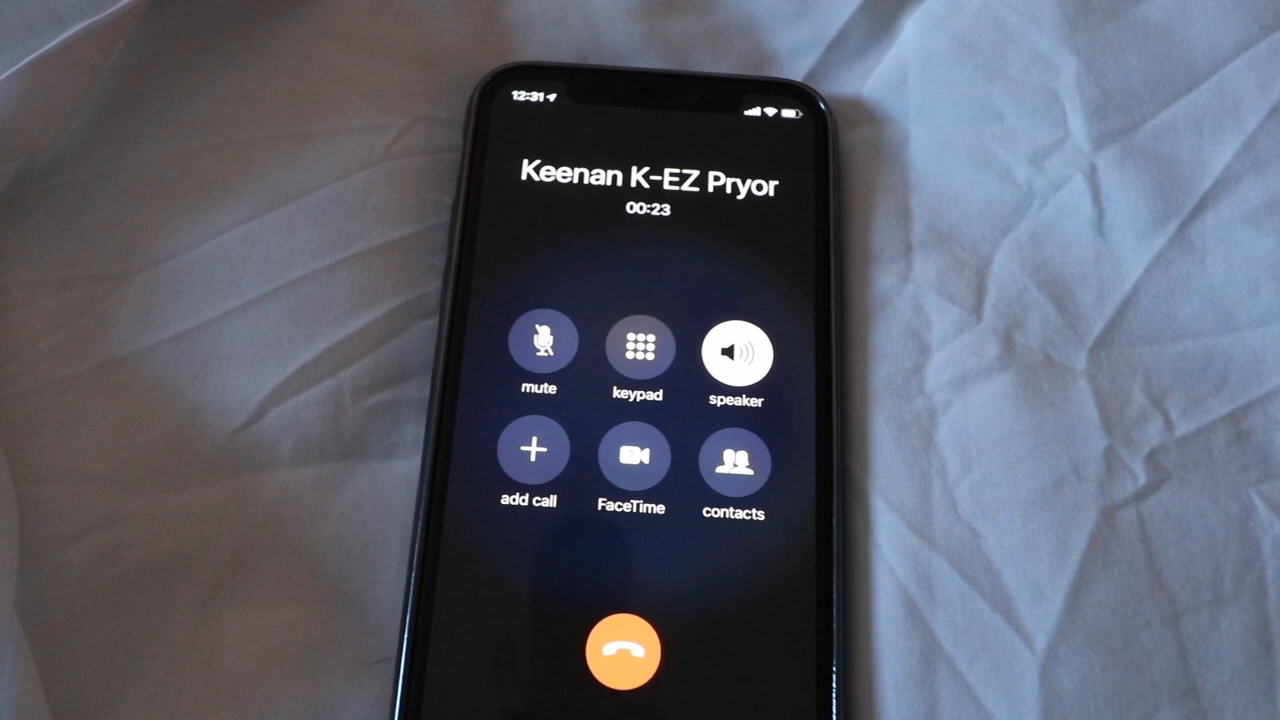 12:31
Keenan K-EZ Pryor
00:23
mute
keypad
speaker
add call
FaceTime
contacts